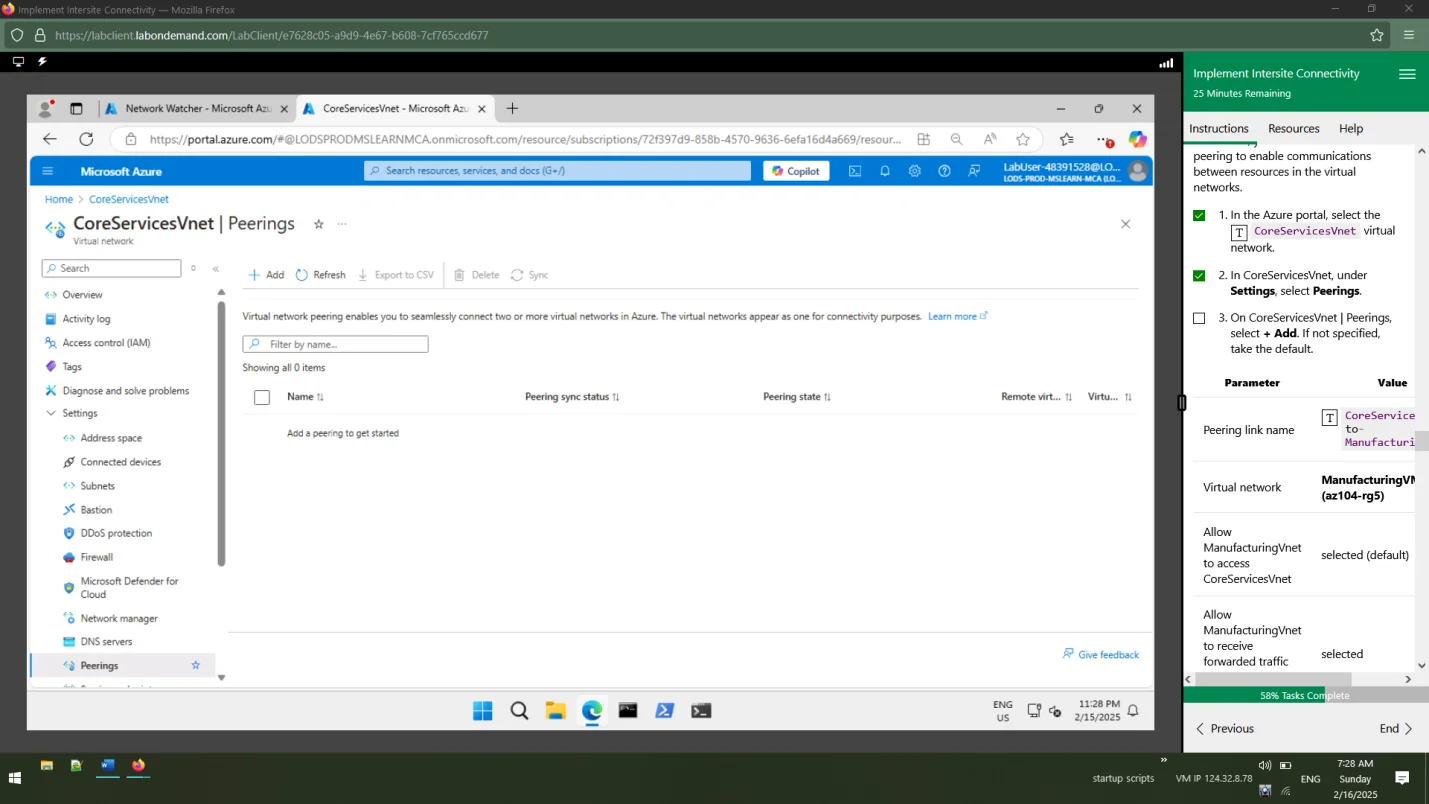 Implement Intersite Connectivity — Mozilla Firefox
https://labclient.labondemand.com/LabClient/e7628c05-a9d9-4e67-b608-7cf765ccd677
Network Watcher - Microsoft Azu
CoreServicesVnet - Microsoft Azu
https://portal.azure.com/#@LODSPRODMSLEARNMCA.onmicrosoft.com/resource/subscriptions/72f397d9-858b-4570-9636-6efa16d4a669/resour...
Microsoft Azure
Search resources, services, and docs (G+/)
Copilot
LabUser-48391528@LO...
LODS-PROD-MSLEARN-MCA (LO...
Home > CoreServicesVnet
CoreServicesVnet | Peerings
Virtual network
Search
Overview
Activity log
Access control (IAM)
Tags
Diagnose and solve problems
Settings
Address space
Connected devices
Subnets
Bastion
DDoS protection
Firewall
Microsoft Defender for
Cloud
Network manager
DNS servers
Peerings
Add
Refresh
Export to CSV
Delete
Sync
Virtual network peering enables you to seamlessly connect two or more virtual networks in Azure. The virtual networks appear as one for connectivity purposes. Learn more
Filter by name...
Showing all 0 items
Name
Peering sync status
Peering state
Remote virt...
Virtu...
Add a peering to get started
Give feedback
ENG
US
11:28 PM
2/15/2025
Implement Intersite Connectivity
25 Minutes Remaining
Instructions
Resources
Help
peering to enable communications
between resources in the virtual
networks.
1. In the Azure portal, select the
T CoreServicesVnet virtual
network.
2. In CoreServicesVnet, under
Settings, select Peerings.
3. On CoreServicesVnet | Peerings,
select + Add. If not specified,
take the default.
Parameter
Value
Peering link name
T CoreService
to-
Manufacturi
Virtual network
ManufacturingVN
(az104-rg5)
Allow
ManufacturingVnet
to access
CoreServicesVnet
selected (default)
Allow
ManufacturingVnet
to receive
forwarded traffic
selected
58% Tasks Complete
Previous
End
startup scripts
VM IP 124.32.8.78
ENG
7:28 AM
Sunday
2/16/2025